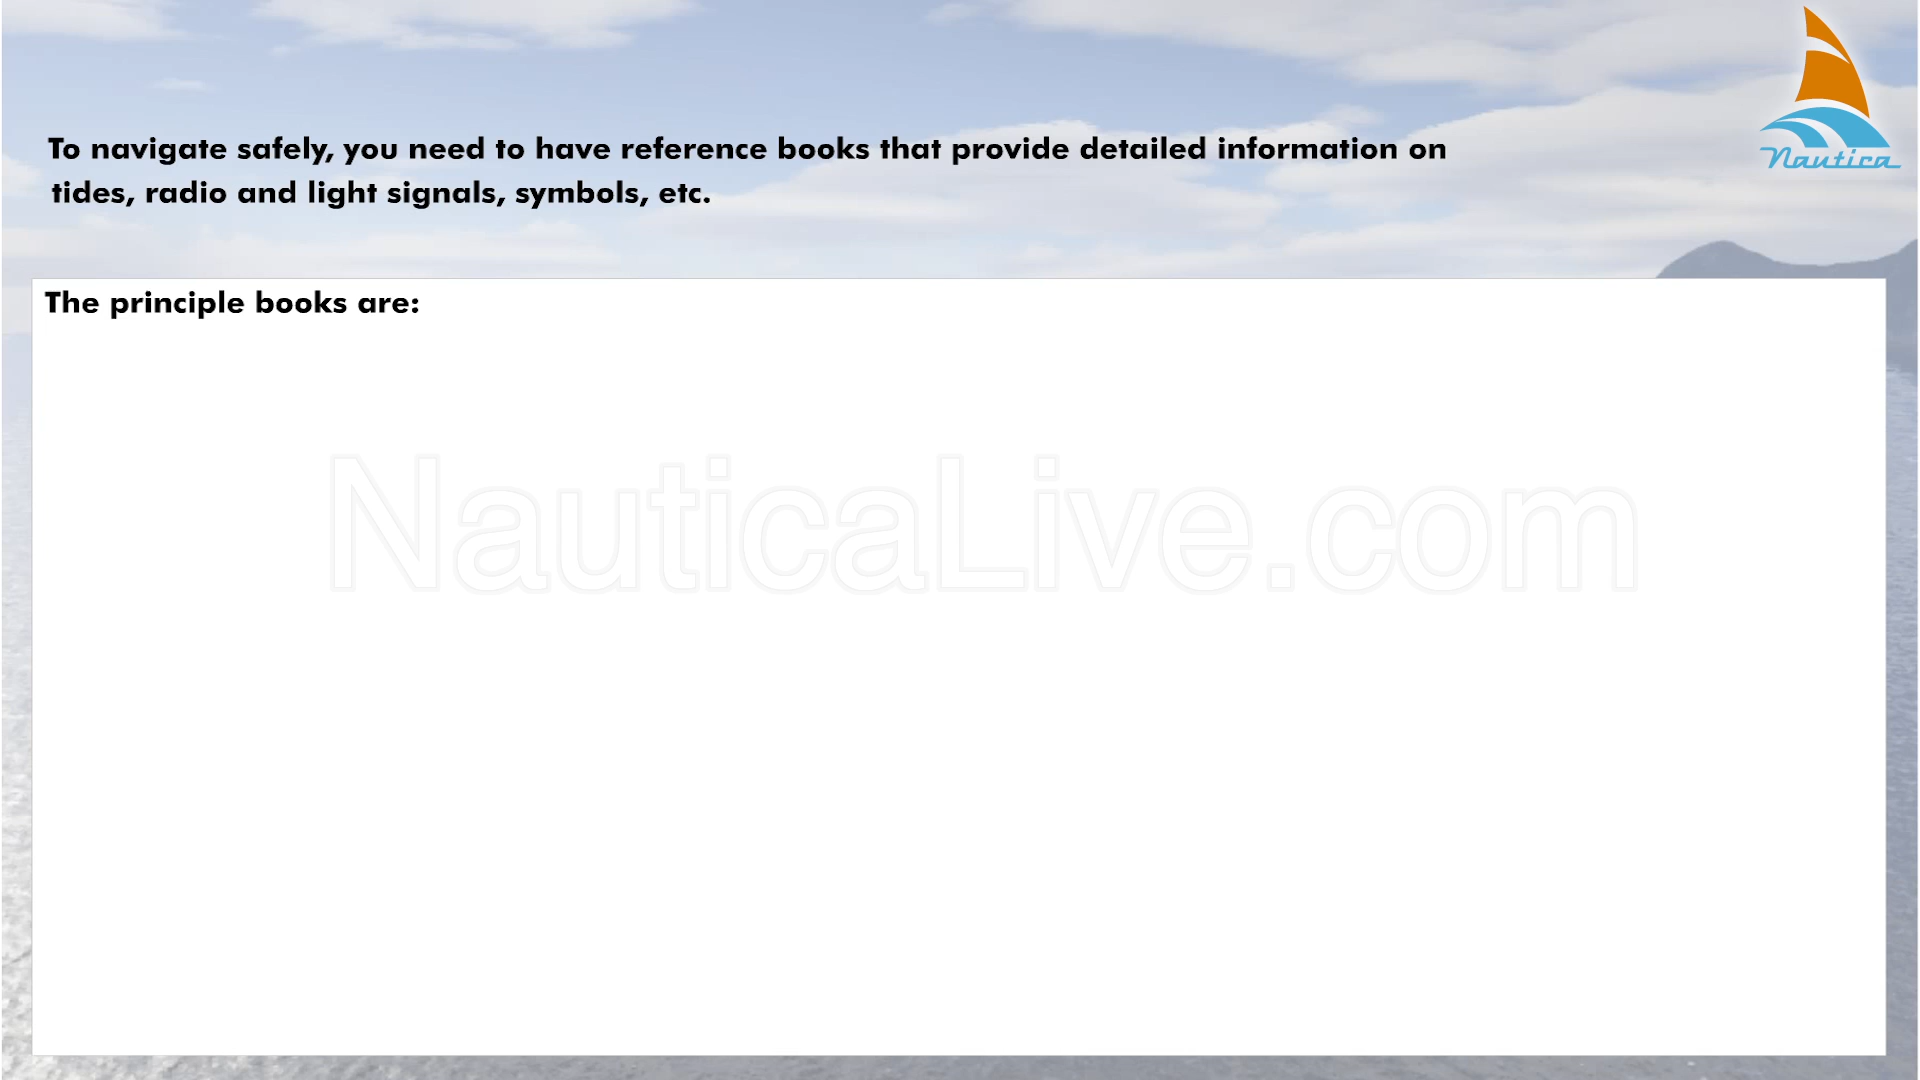 To navigate safely, you need to have reference books that provide detailed information on
tides, radio and light signals, symbols, etc.
Nautica
The principle books are:
NauticaLive.com